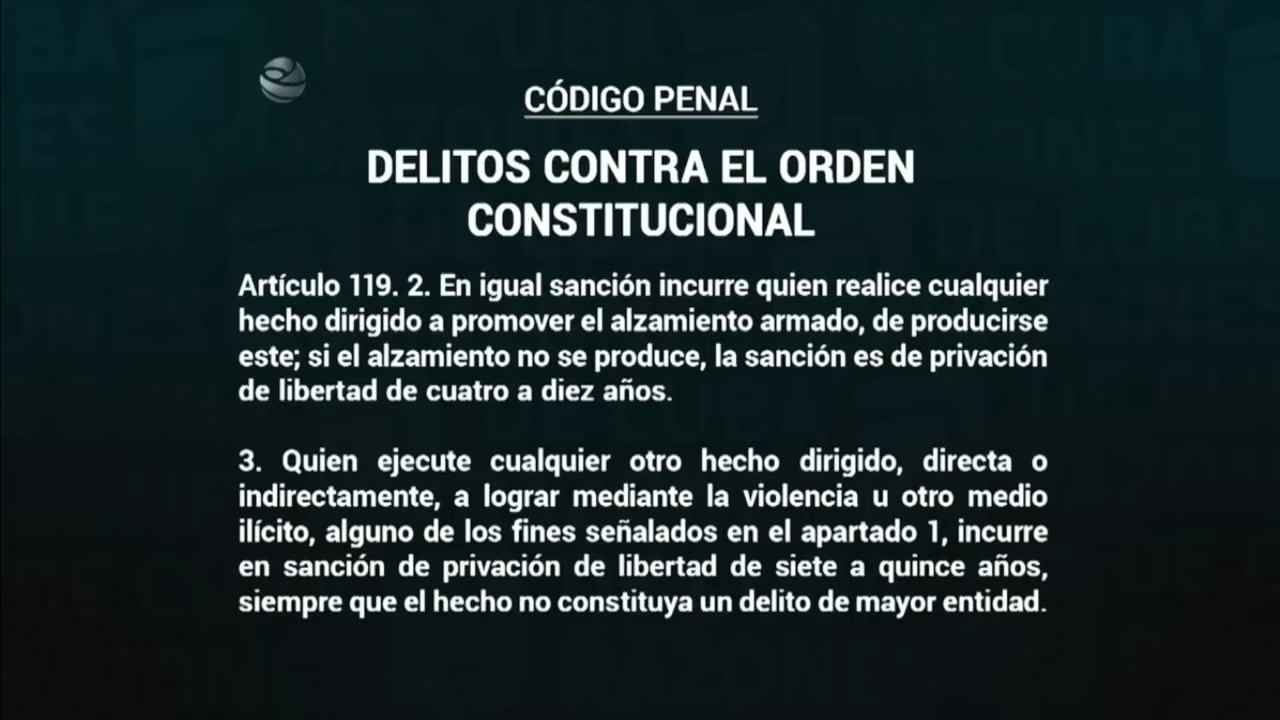 CÓDIGO PENAL
DELITOS CONTRA EL ORDEN
CONSTITUCIONAL
Artículo 119. 2. En igual sanción incurre quien realice cualquier
hecho dirigido a promover el alzamiento armado, de producirse
este; si el alzamiento no se produce, la sanción es de privación
de libertad de cuatro a diez años.
3. Quien ejecute cualquier otro hecho dirigido, directa o
indirectamente, a lograr mediante la violencia u otro medio
ilícito, alguno de los fines señalados en el apartado 1, incurre
en sanción de privación de libertad de siete a quince años,
siempre que el hecho no constituya un delito de mayor entidad.